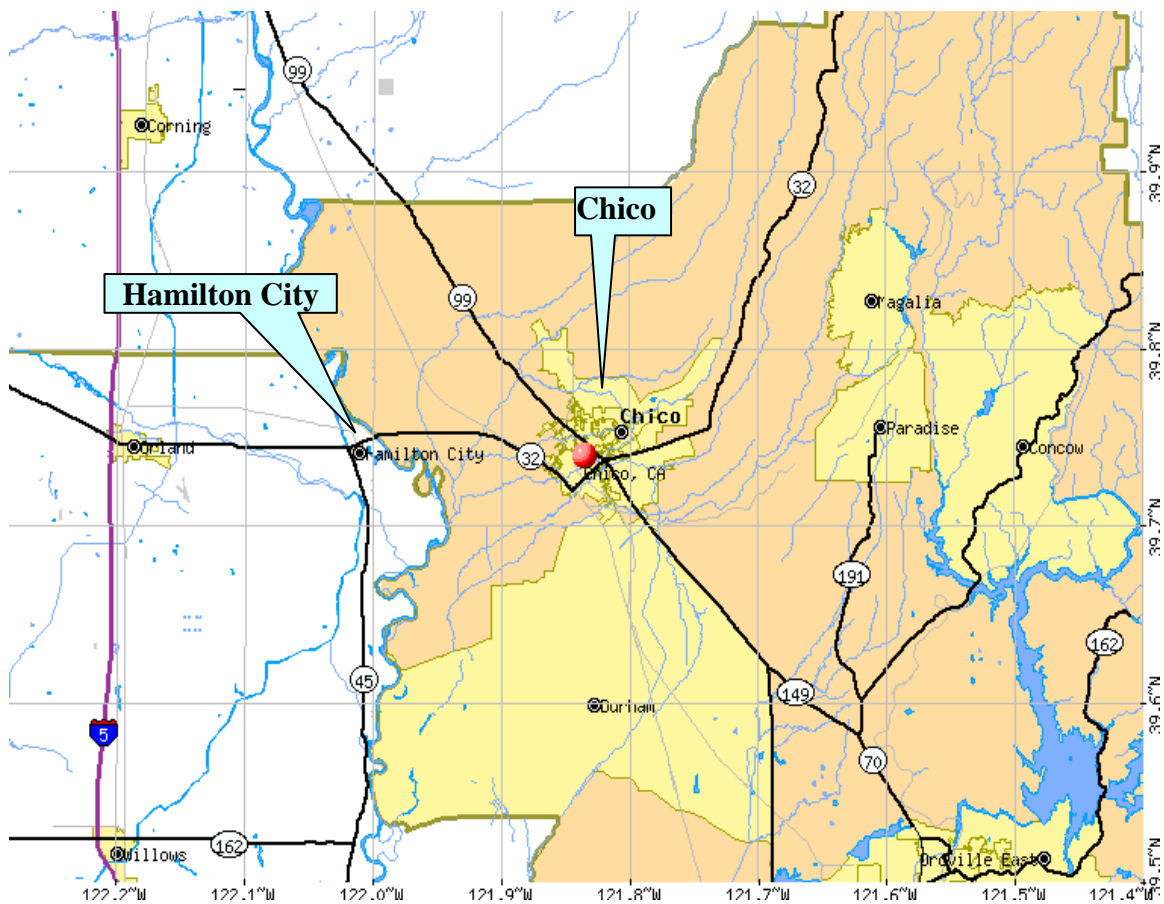 99
Corning
39.9°N
32
Chico
Hamilton City
99
Magalia
39.8°N
Chico
Paradise
Orland
Hamilton City
32
Concow
Chico, CA
39.7°N
191
162
45
149
Durham
39.6°N
5
70
162
Willows
Oroville East
39.5°N
122.2°W
122.1°W
122.0°W
121.9°W
121.8°W
121.7°W
121.6°W
121.5°W
121.4°W